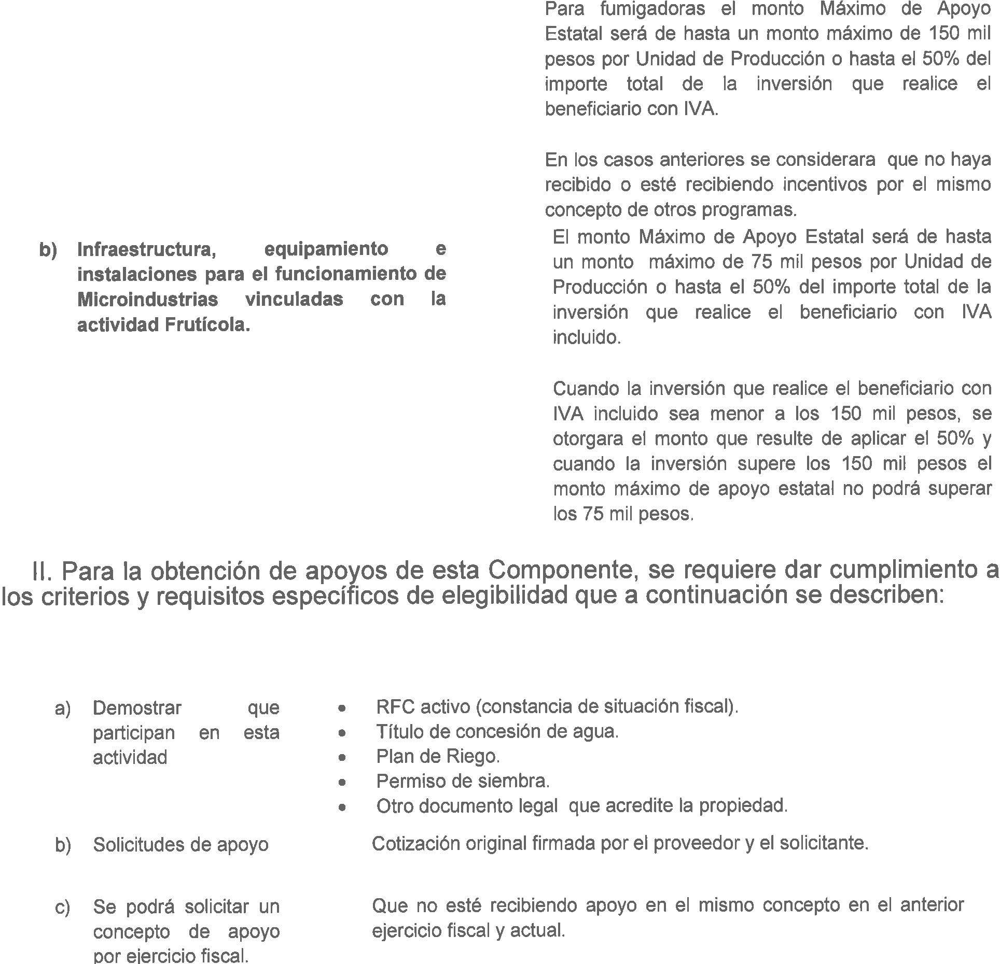 Para fumigadoras el monto Máximo de Apoyo
Estatal será de hasta un monto máximo de 150 mil
pesos por Unidad de Producción o hasta el 50% del
importe total de la inversión que realice el
beneficiario con IVA.
En los casos anteriores se considerara que no haya
recibido o esté recibiendo incentivos por el mismo
concepto de otros programas.
b) Infraestructura, equipamiento e
instalaciones para el funcionamiento de
Microindustrias vinculadas con la
actividad Frutícola.
El monto Máximo de Apoyo Estatal será de hasta
un monto máximo de 75 mil pesos por Unidad de
Producción o hasta el 50% del importe total de la
inversión que realice el beneficiario con IVA
incluido.
Cuando la inversión que realice el beneficiario con
IVA incluido sea menor a los 150 mil pesos, se
otorgara el monto que resulte de aplicar el 50% y
cuando la inversión supere los 150 mil pesos el
monto máximo de apoyo estatal no podrá superar
los 75 mil pesos.
II. Para la obtención de apoyos de esta Componente, se requiere dar cumplimiento a
los criterios y requisitos específicos de elegibilidad que a continuación se describen:
a) Demostrar que
participan en esta
actividad
• RFC activo (constancia de situación fiscal).
• Título de concesión de agua.
• Plan de Riego.
• Permiso de siembra.
• Otro documento legal que acredite la propiedad.
b) Solicitudes de apoyo
Cotización original firmada por el proveedor y el solicitante.
c) Se podrá solicitar un
concepto de apoyo
por ejercicio fiscal.
Que no esté recibiendo apoyo en el mismo concepto en el anterior
ejercicio fiscal y actual.